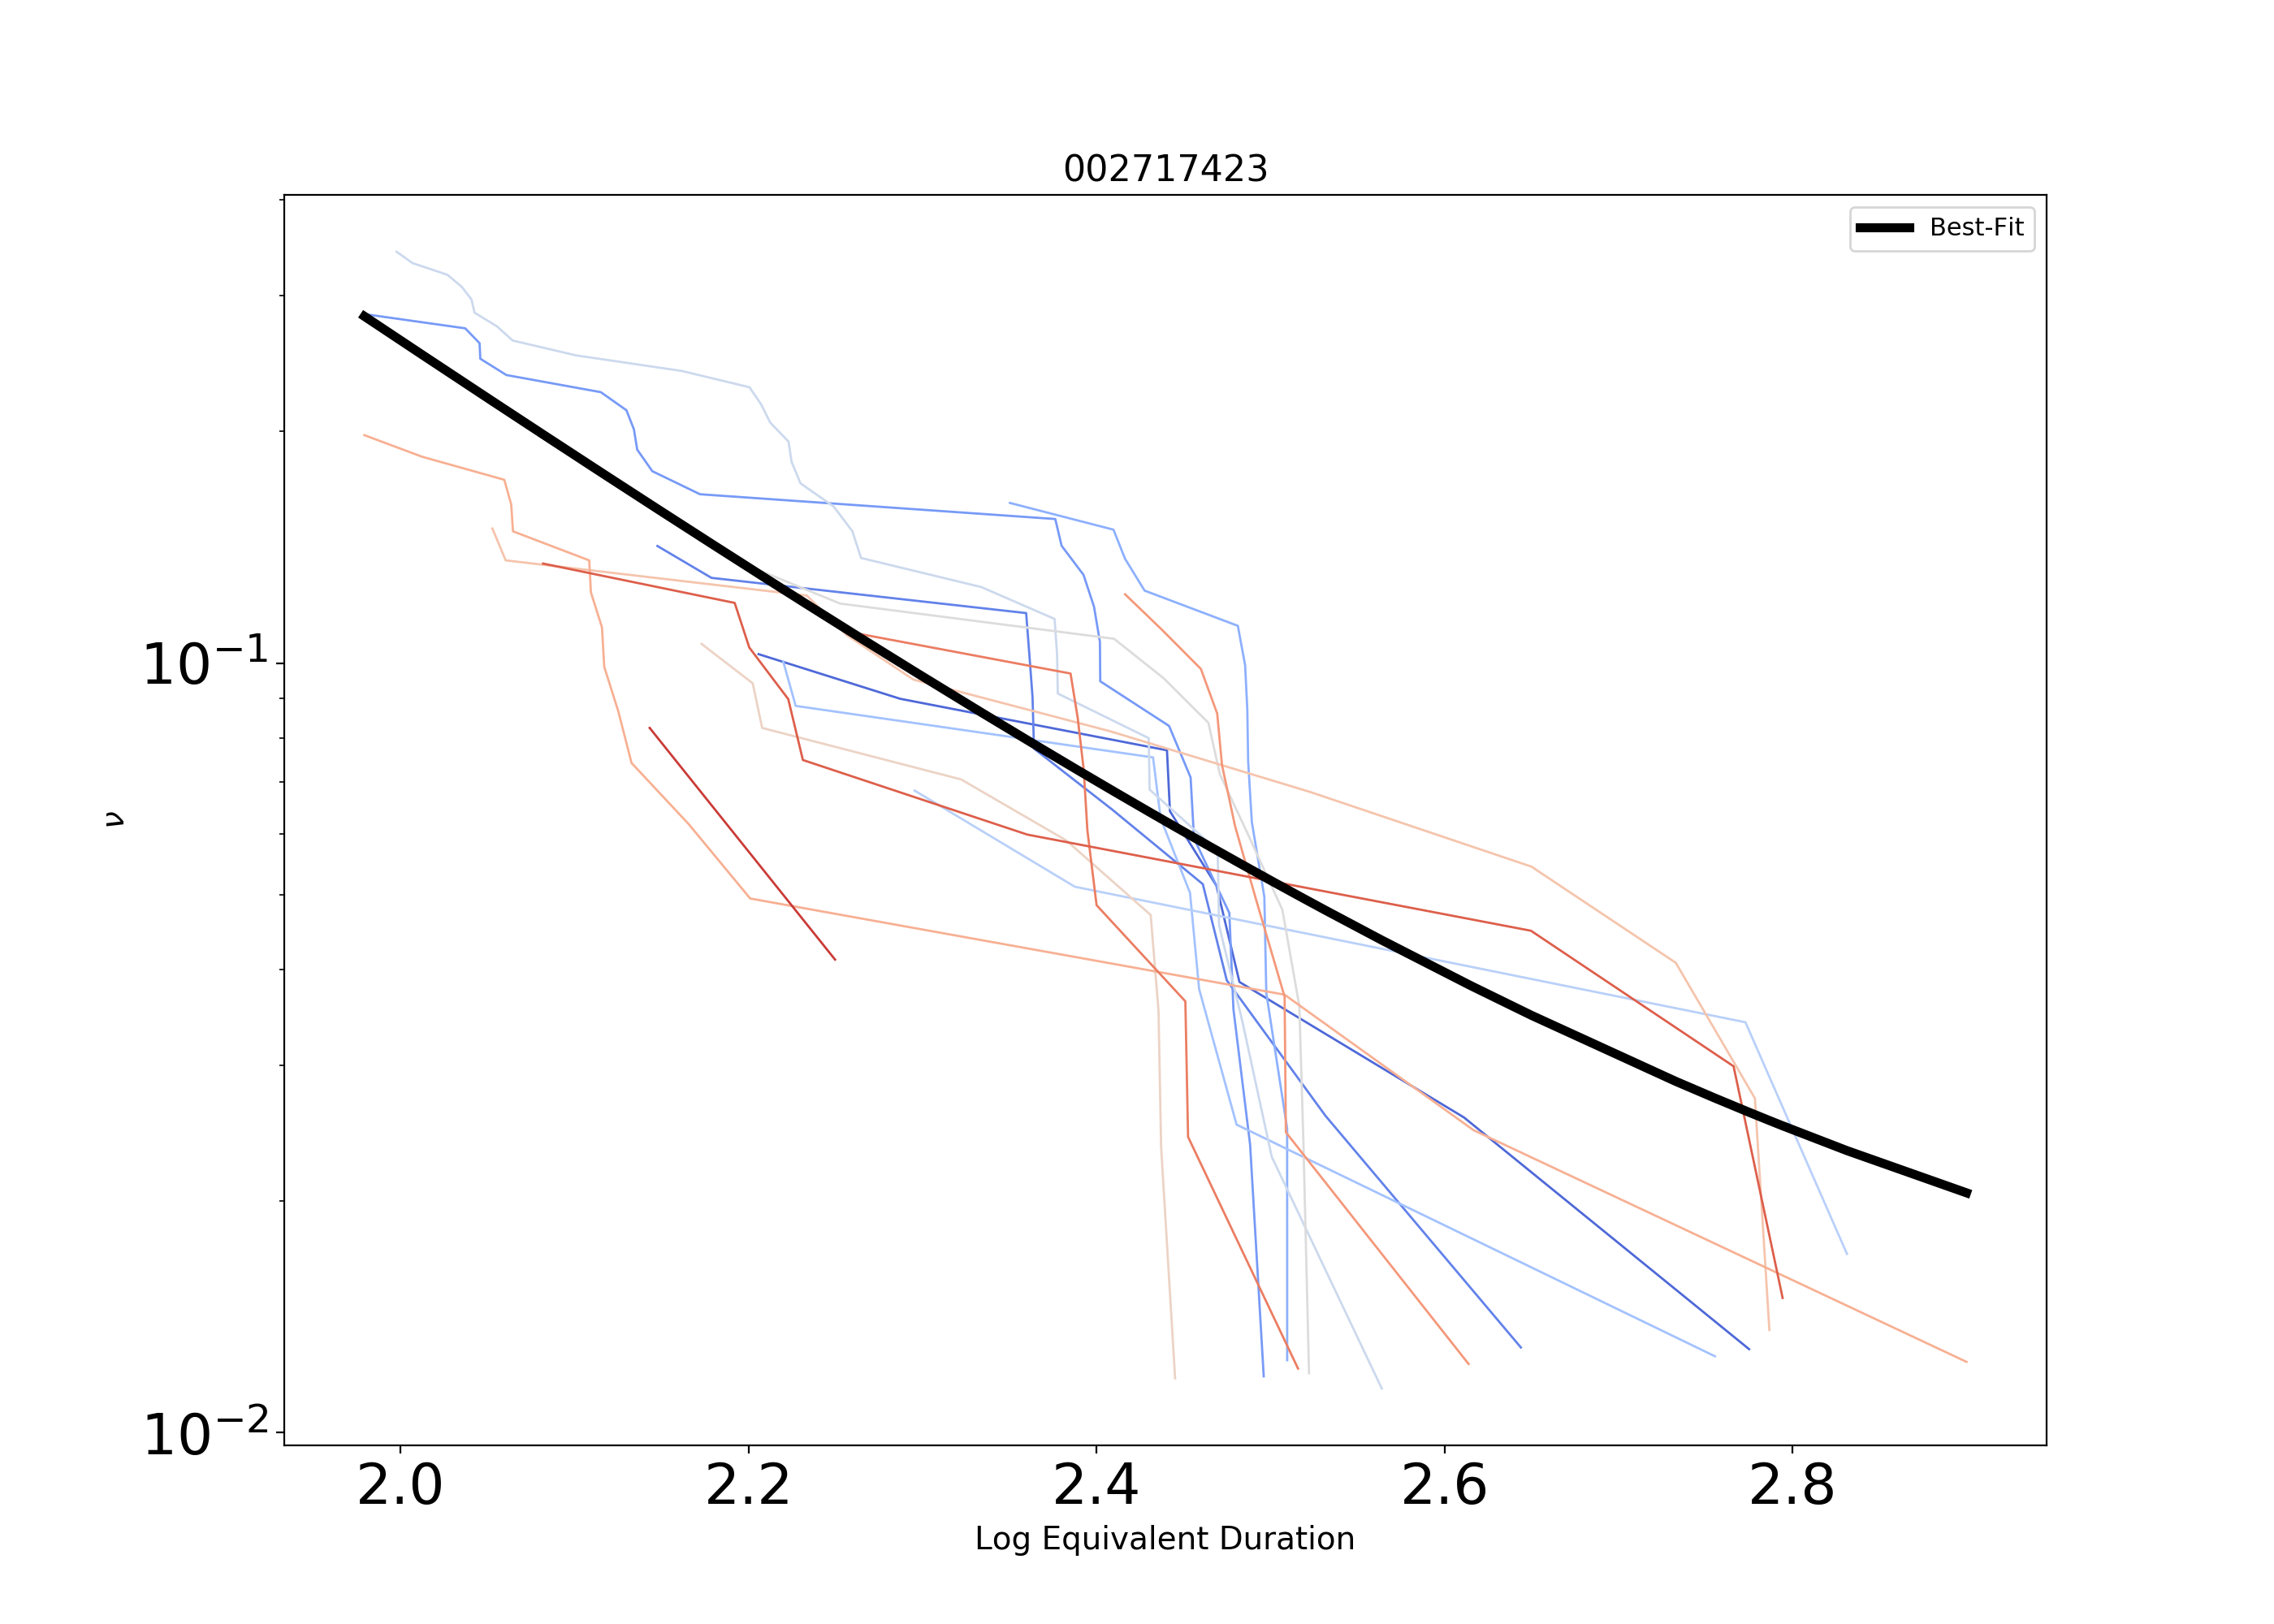 002717423
Best-Fit
10⁻¹
ν
10⁻²
2.0 2.2 2.4 2.6 2.8
Log Equivalent Duration